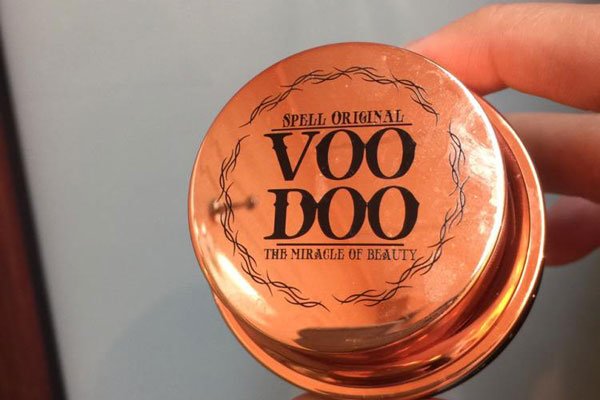 SPELL ORIGINAL
VOO
DOO
THE MIRACLE OF BEAUTY